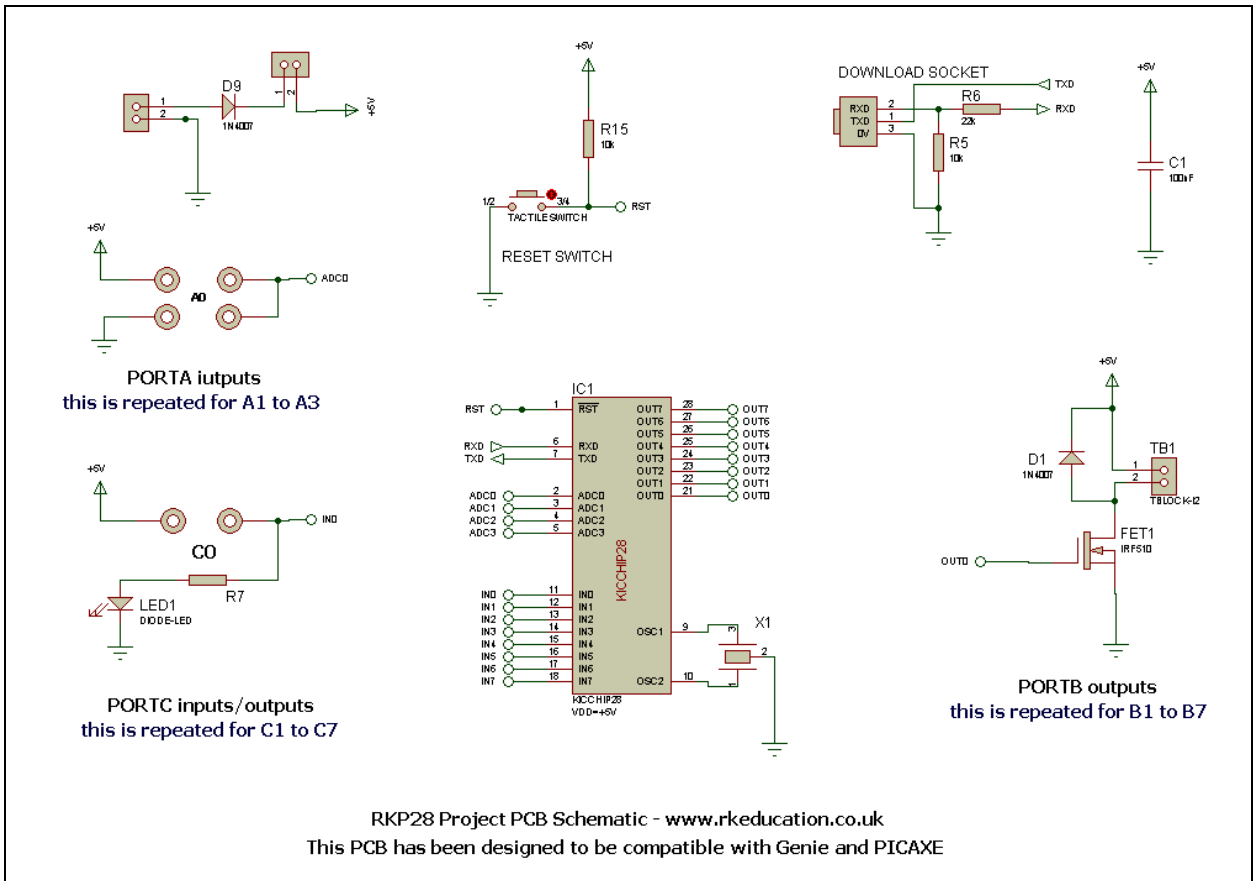 1
2
D9
1N4007
1
2
+5V
+5V
R15
10k
1/2
3/4
TACTILE SWITCH
RST
RESET SWITCH
DOWNLOAD SOCKET
RXD
TXD
0V
2
1
3
TXD
R6
22k
RXD
R5
10k
+5V
C1
100nF
+5V
A0
ADC0
PORTA iutputs
this is repeated for A1 to A3
+5V
C0
IN0
R7
LED1
DIODE-LED
PORTC inputs/outputs
this is repeated for C1 to C7
IC1
RST 1 RST
RXD 6 RXD
TXD 7 TXD
ADC0 2 ADC0
ADC1 3 ADC1
ADC2 4 ADC2
ADC3 5 ADC3
IN0 11 IN0
IN1 12 IN1
IN2 13 IN2
IN3 14 IN3
IN4 15 IN4
IN5 16 IN5
IN6 17 IN6
IN7 18 IN7
KICCHIP28
OUT7 28 OUT7
OUT6 27 OUT6
OUT5 26 OUT5
OUT4 25 OUT4
OUT3 24 OUT3
OUT2 23 OUT2
OUT1 22 OUT1
OUT0 21 OUT0
OSC1 9
OSC2 10
KICCHIP28
VDD=+5V
X1
3
2
1
+5V
D1
1N4007
1
2
TB1
TBLOCK-I2
FET1
IRF510
OUT0
PORTB outputs
this is repeated for B1 to B7
RKP28 Project PCB Schematic - www.rkeducation.co.uk
This PCB has been designed to be compatible with Genie and PICAXE